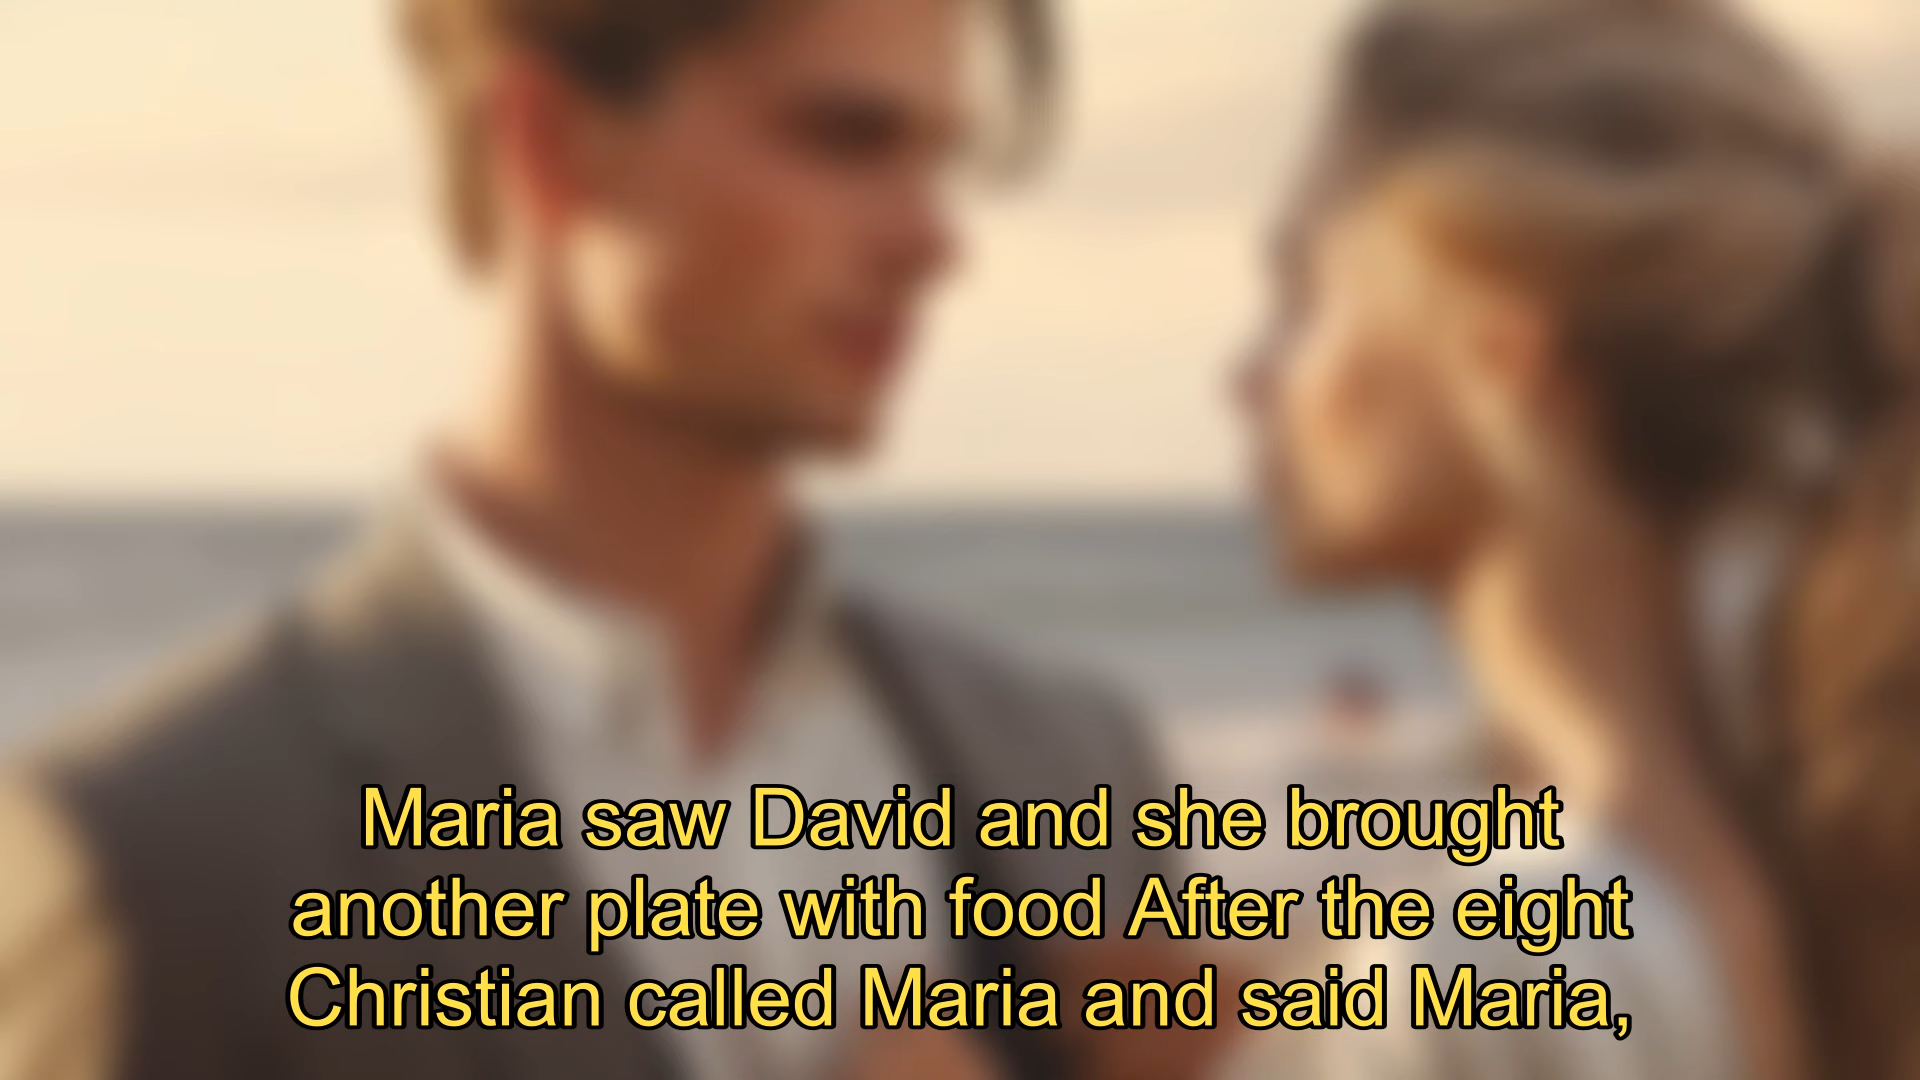 Maria saw David and she brought
another plate with food After the eight
Christian called Maria and said Maria,